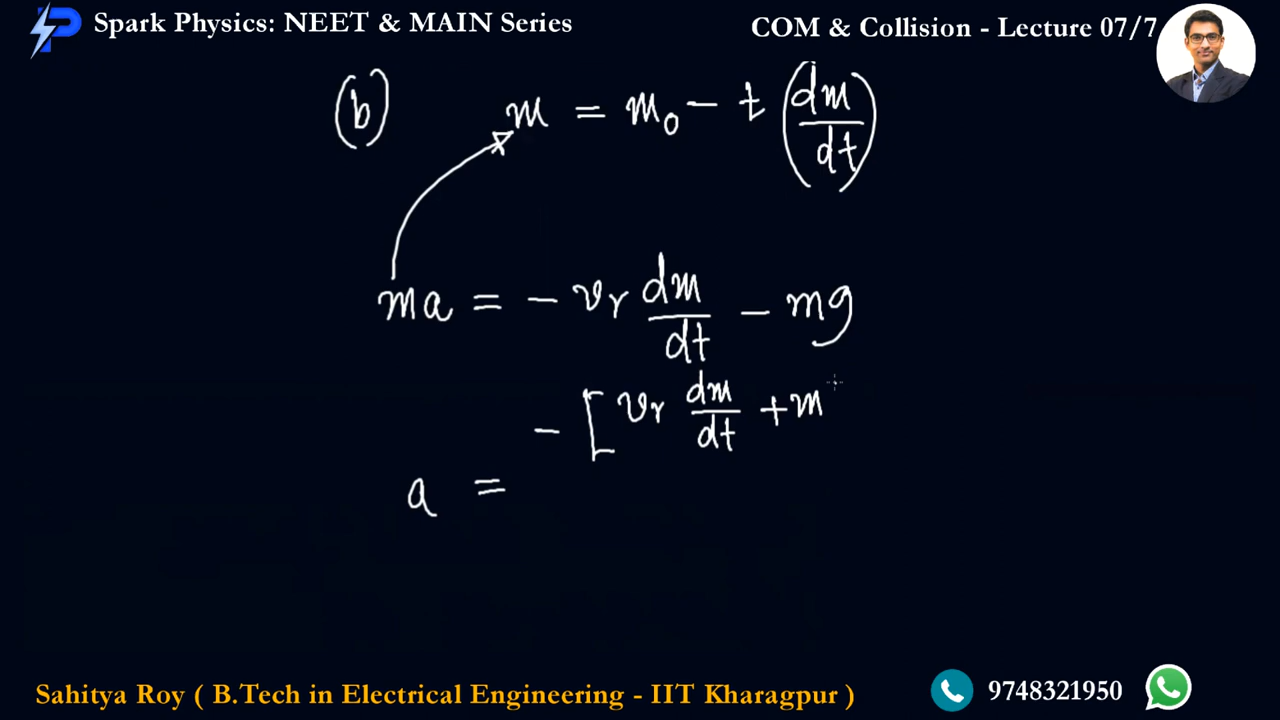 Spark Physics: NEET & MAIN Series
COM & Collision - Lecture 07/7
(b) m = m₀ - t (dm/dt)
ma = - vᵣ dm/dt - mg
- [vᵣ dm/dt + m
a =
Sahitya Roy ( B.Tech in Electrical Engineering - IIT Kharagpur )
9748321950